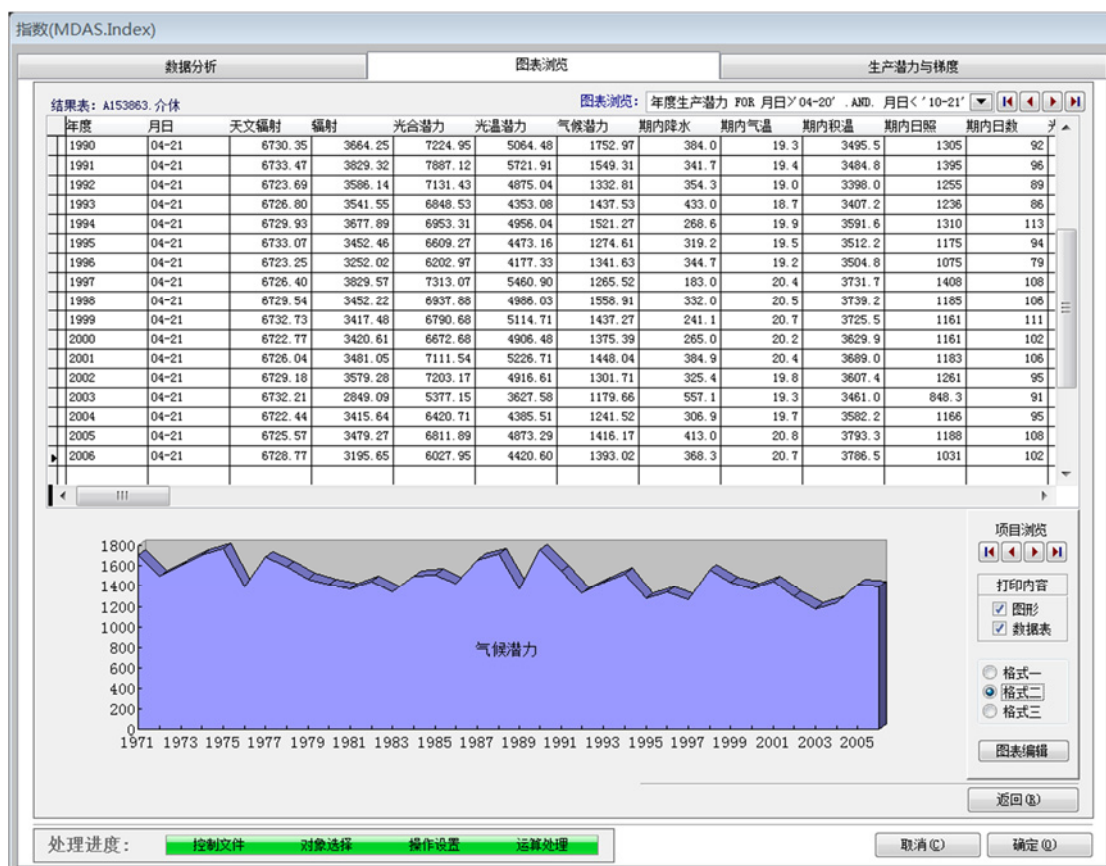 指数(MDAS.Index)
数据分析 图表浏览 生产潜力与梯度
结果表: A153863.介休 图表浏览: 年度生产潜力 FOR 月日>'04-20' .AND. 月日<'10-21'
年度 月日 天文辐射 辐射 光合潜力 光温潜力 气候潜力 期内降水 期内气温 期内积温 期内日照 期内日数
1990 04-21 6730.35 3664.25 7224.95 5064.48 1752.97 384.0 19.3 3495.5 1305 92
1991 04-21 6733.47 3829.32 7887.12 5721.91 1549.31 341.7 19.4 3484.8 1395 96
1992 04-21 6723.69 3586.14 7131.43 4875.04 1332.81 354.3 19.0 3398.0 1255 89
1993 04-21 6726.80 3541.55 6848.53 4353.08 1437.53 433.0 18.7 3407.2 1236 86
1994 04-21 6729.93 3677.89 6953.31 4956.04 1521.27 268.6 19.9 3591.6 1310 113
1995 04-21 6733.07 3452.46 6609.27 4473.16 1274.61 319.2 19.5 3512.2 1175 94
1996 04-21 6723.25 3252.02 6202.97 4177.33 1341.63 344.7 19.2 3504.8 1075 79
1997 04-21 6726.40 3829.57 7313.07 5460.90 1265.52 183.0 20.4 3731.7 1408 108
1998 04-21 6729.54 3452.22 6937.88 4986.03 1558.91 332.0 20.5 3739.2 1185 106
1999 04-21 6732.73 3417.48 6790.68 5114.71 1437.27 241.1 20.7 3725.5 1161 111
2000 04-21 6722.77 3420.61 6672.68 4906.48 1375.39 265.0 20.2 3629.9 1161 102
2001 04-21 6726.04 3481.05 7111.54 5226.71 1448.04 384.9 20.4 3689.0 1183 106
2002 04-21 6729.18 3579.28 7203.17 4916.61 1301.71 325.4 19.8 3607.4 1261 95
2003 04-21 6732.21 2849.09 5377.15 3627.58 1179.66 557.1 19.3 3461.0 848.3 91
2004 04-21 6722.44 3415.64 6420.71 4385.51 1241.52 306.9 19.7 3582.2 1166 95
2005 04-21 6725.57 3479.27 6811.89 4873.29 1416.17 413.0 20.8 3793.3 1188 108
2006 04-21 6728.77 3195.65 6027.95 4420.60 1393.02 368.3 20.7 3786.5 1031 102
1800
1600
1400
1200
1000
800
600
400
200
0
气候潜力
1971 1973 1975 1977 1979 1981 1983 1985 1987 1989 1991 1993 1995 1997 1999 2001 2003 2005
项目浏览
打印内容
图形
数据表
格式一
格式二
格式三
图表编辑
返回(R)
处理进度: 控制文件 对象选择 操作设置 运算处理
取消(C) 确定(O)